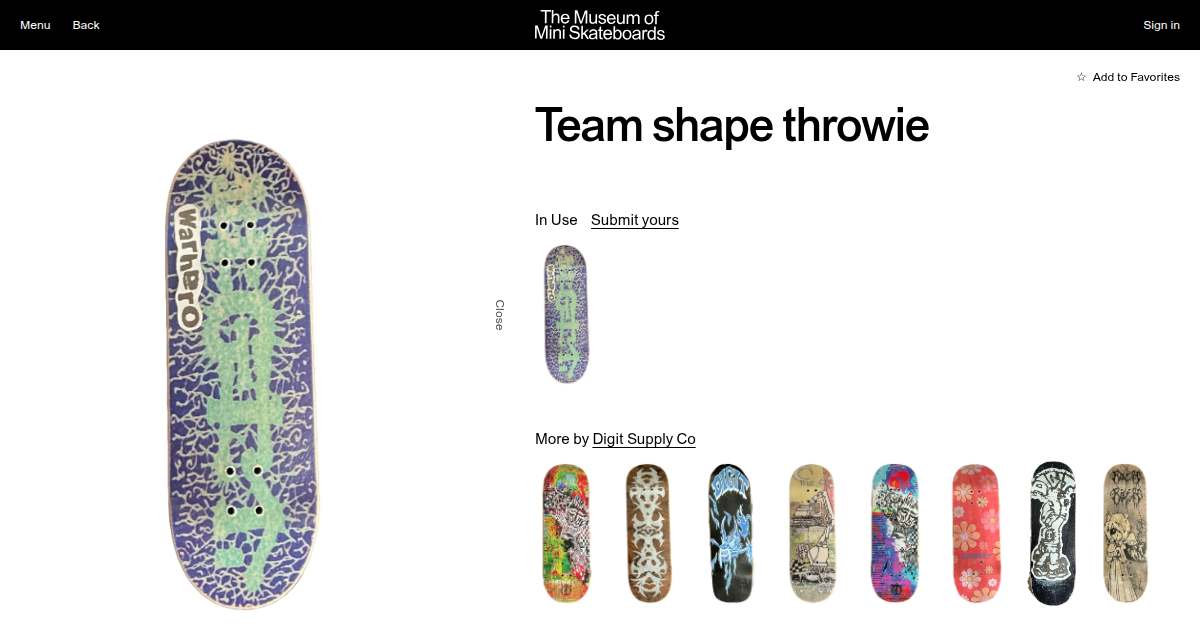 Menu
Back
The Museum of
Mini Skateboards
Sign in
☆ Add to Favorites
Team shape throwie
warhero
Close
In Use
Submit yours
More by Digit Supply Co